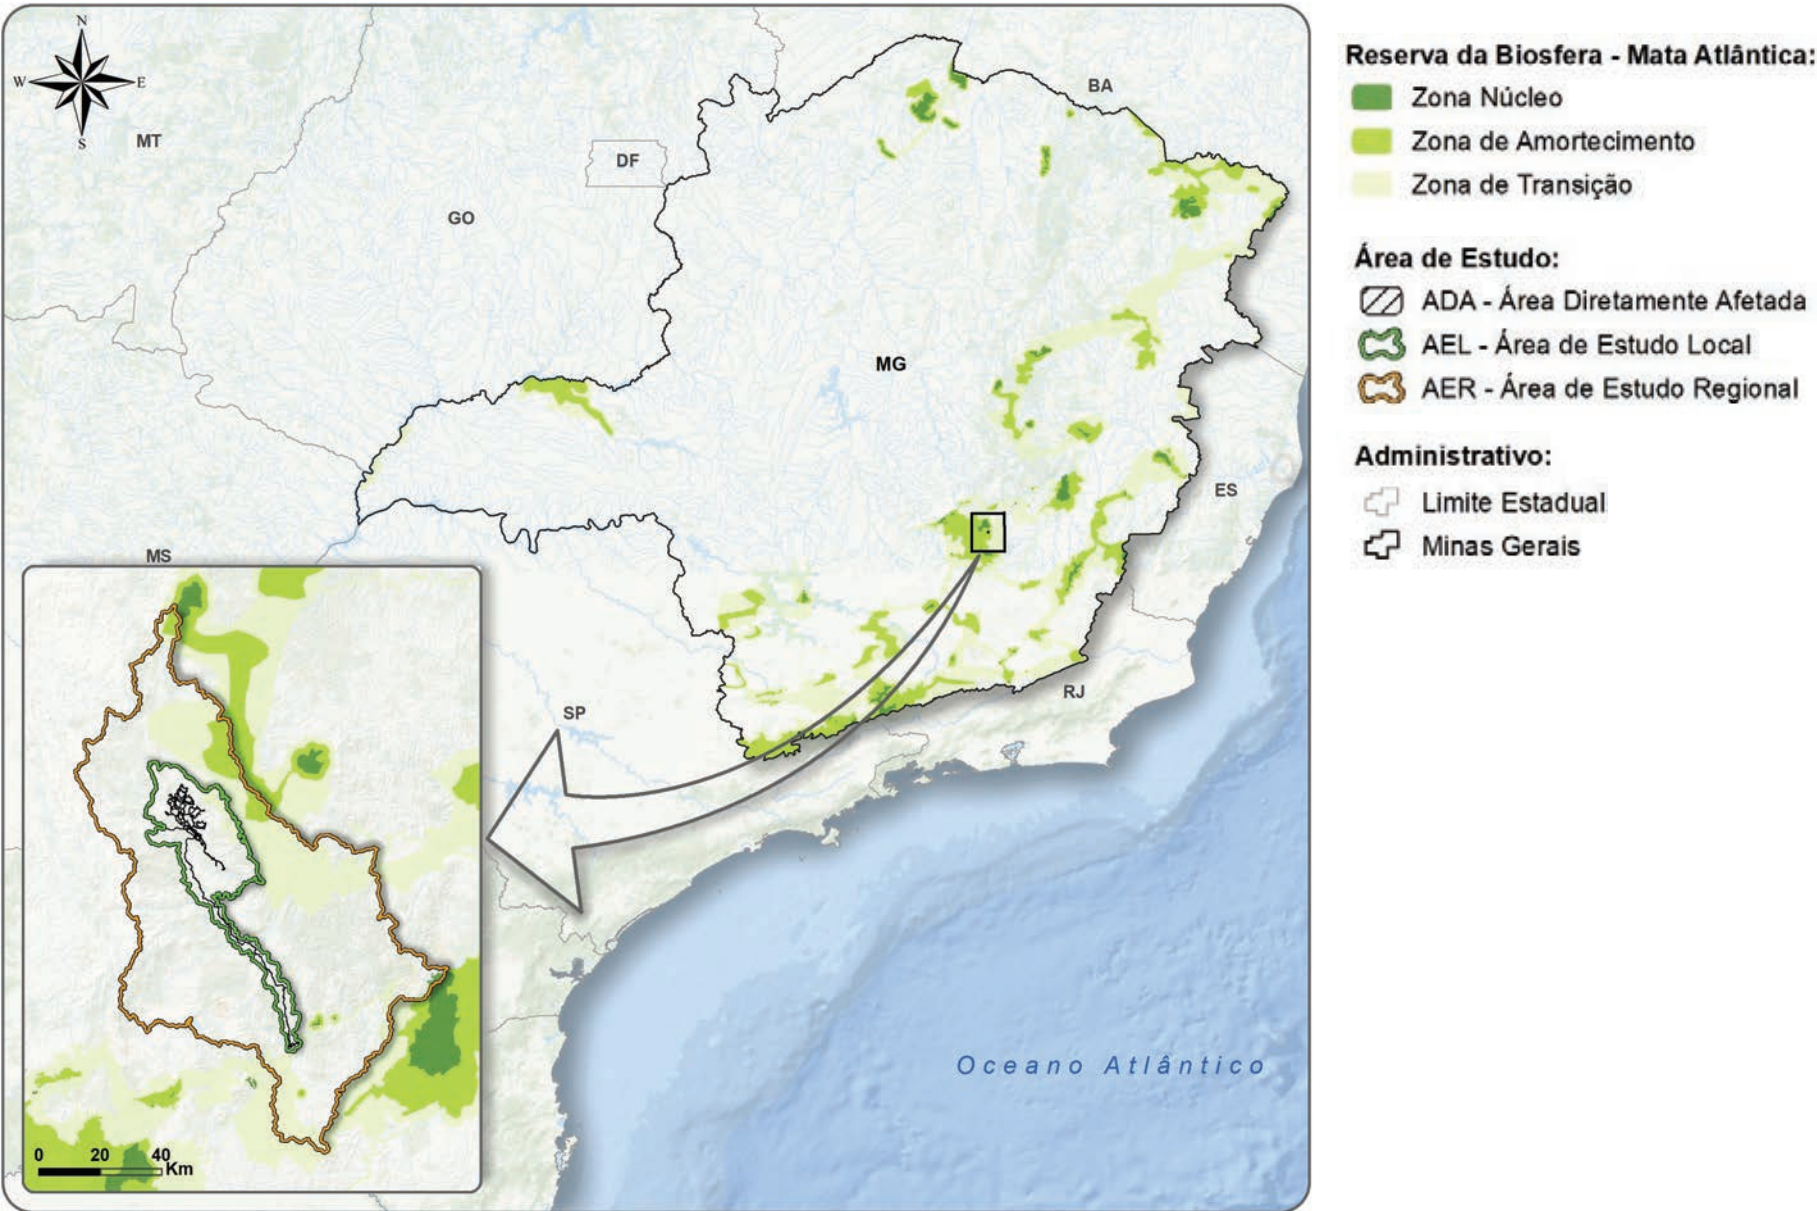 N
W
E
S
MT
GO
DF
BA
MG
ES
MS
SP
RJ
Oceano Atlântico
0 20 40
Km
Reserva da Biosfera - Mata Atlântica:
Zona Núcleo
Zona de Amortecimento
Zona de Transição
Área de Estudo:
ADA - Área Diretamente Afetada
AEL - Área de Estudo Local
AER - Área de Estudo Regional
Administrativo:
Limite Estadual
Minas Gerais